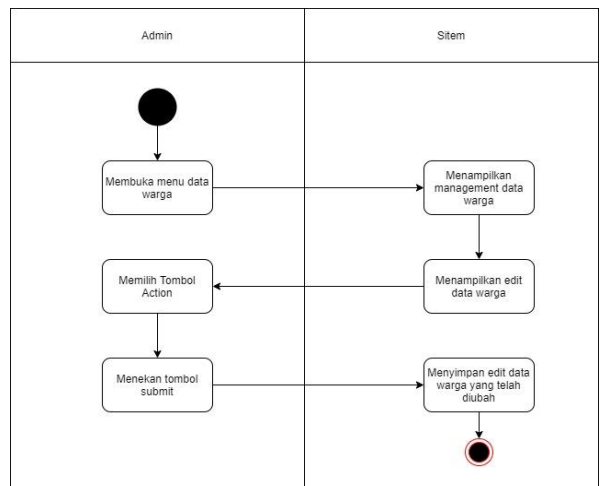 Admin
Sitem
Membuka menu data
warga
Menampilkan
management data
warga
Memilih Tombol
Action
Menampilkan edit
data warga
Menekan tombol
submit
Menyimpan edit data
warga yang telah
diubah